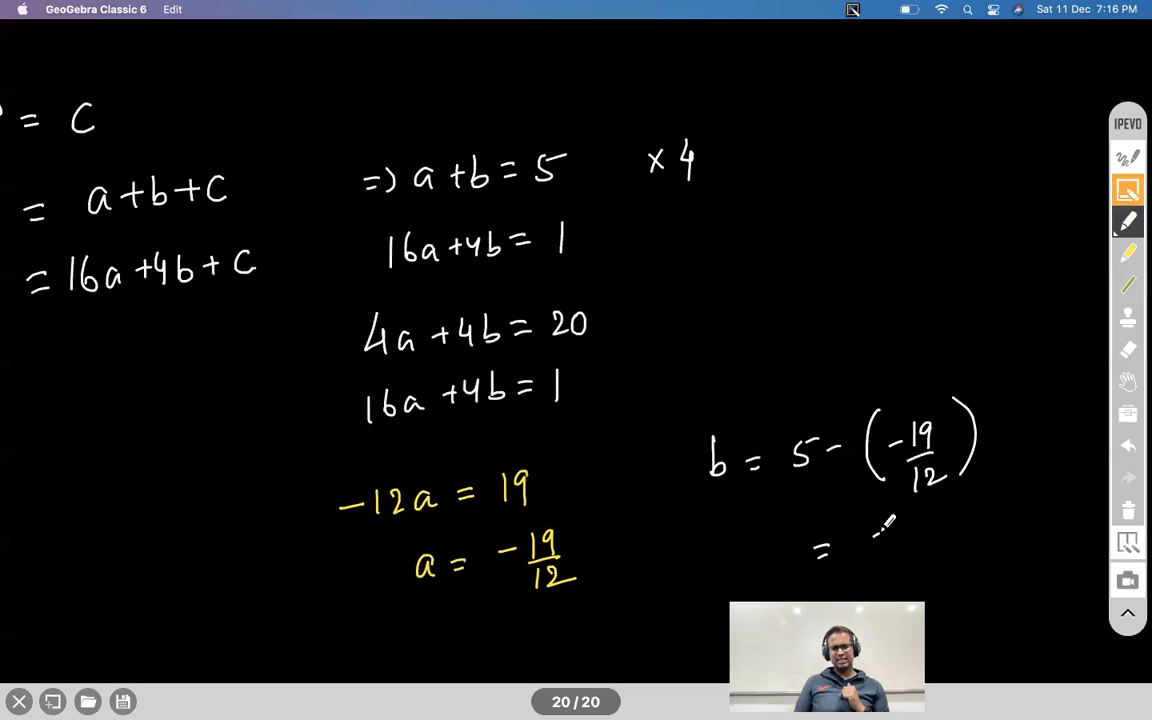 GeoGebra Classic 6 Edit Sat 11 Dec 7:16 PM
= C
= a+b+c
= 16a+4b+c
=> a+b = 5 × 4
16a+4b = 1
4a+4b = 20
16a+4b = 1
-12a = 19
a = -19/12
b = 5 - (-19/12)
=
IPEVO
20/20